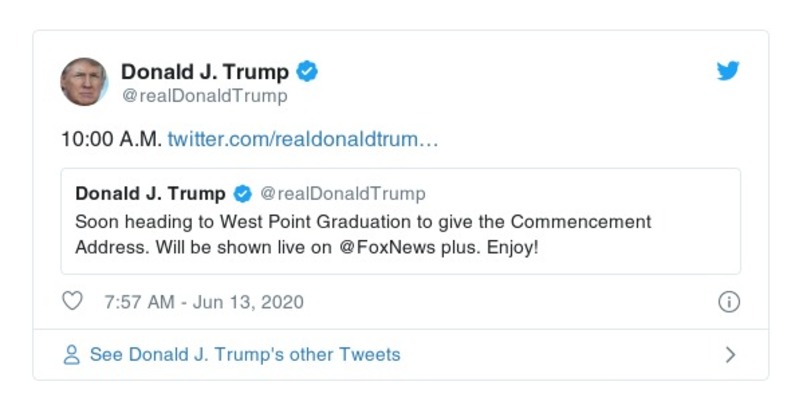 Donald J. Trump
@realDonaldTrump
10:00 A.M. twitter.com/realdonaldtrum…
Donald J. Trump @realDonaldTrump
Soon heading to West Point Graduation to give the Commencement
Address. Will be shown live on @FoxNews plus. Enjoy!
7:57 AM - Jun 13, 2020
See Donald J. Trump's other Tweets